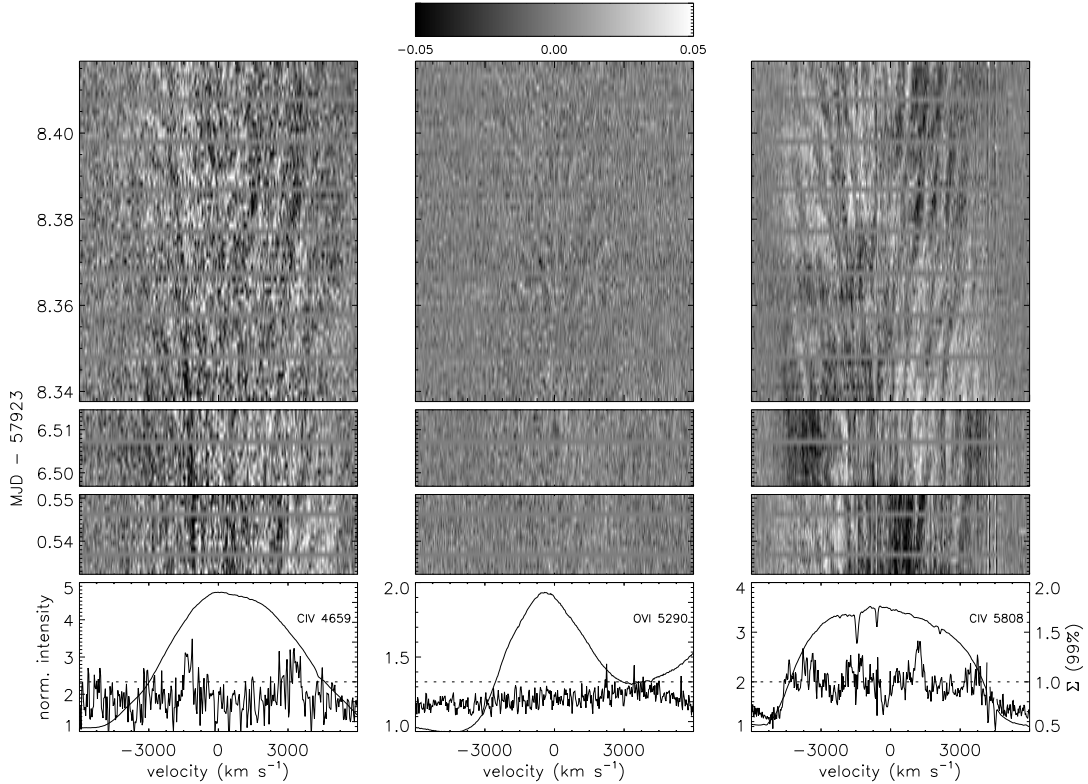 −0.05 0.00 0.05
8.40
8.38
8.36
8.34
6.51
6.50
0.55
0.54
MJD − 57923
5
4
3
2
1
norm. intensity
CIV 4659
−3000 0 3000
velocity (km s−1)
2.0
1.5
1.0
OVI 5290
−3000 0 3000
velocity (km s−1)
4
3
2
1
CIV 5808
2.0
1.5
1.0
0.5
Σ (99%)
−3000 0 3000
velocity (km s−1)